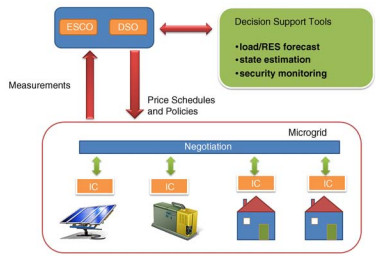 ESCO DSO
Decision Support Tools
•load/RES forecast
•state estimation
•security monitoring
Measurements
Price Schedules
and Policies
Microgrid
Negotiation
IC IC IC IC